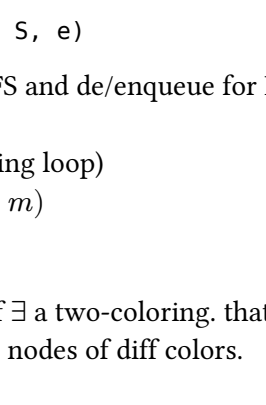 S, e)
FS and de/enqueue for
ing loop)
m)
∃ a two-coloring. that
nodes of diff colors.